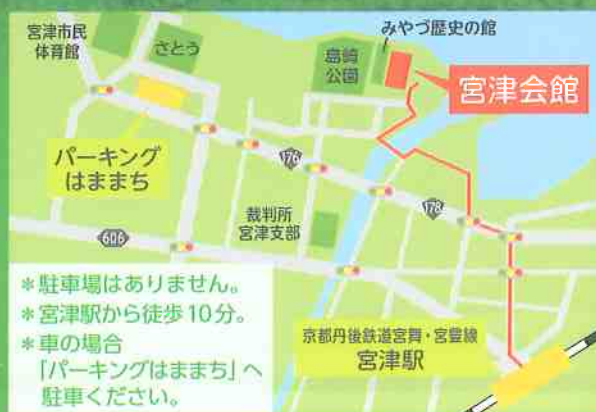 宮津市民
体育館
さとう
みやづ歴史の館
島崎
公園
宮津会館
パーキング
はままち
176
裁判所
宮津支部
178
606
＊駐車場はありません。
＊宮津駅から徒歩10分。
＊車の場合
「パーキングはままち」へ
駐車ください。
京都丹後鉄道宮舞・宮豊線
宮津駅